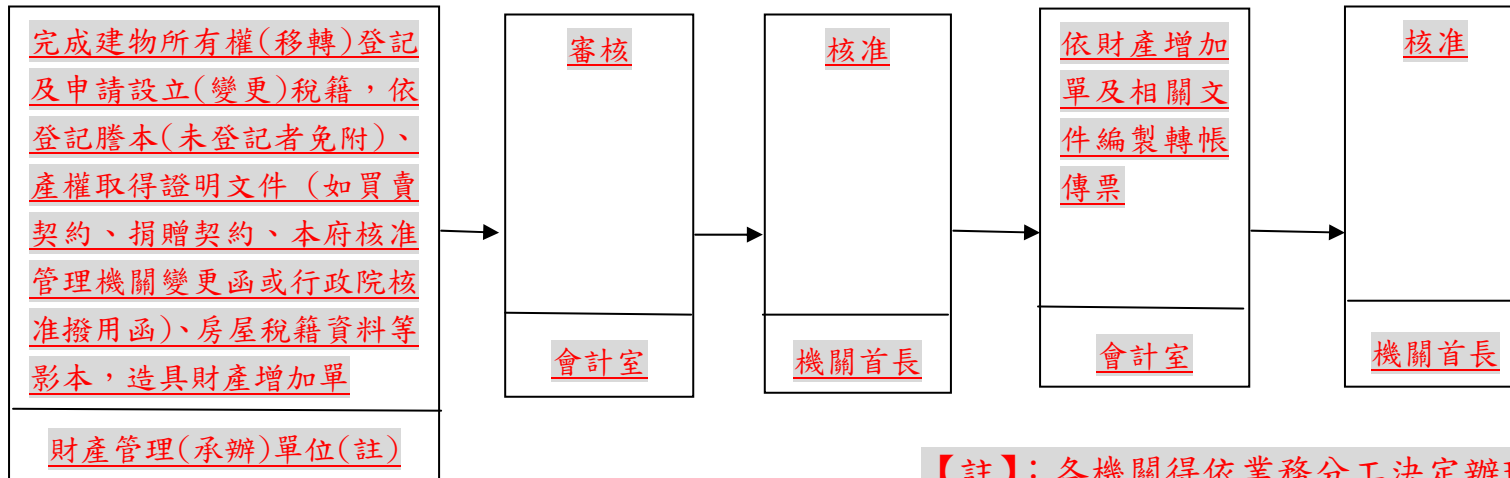 完成建物所有權(移轉)登記
及申請設立(變更)稅籍，依
登記謄本(未登記者免附)、
產權取得證明文件（如買賣
契約、捐贈契約、本府核准
管理機關變更函或行政院核
准撥用函)、房屋稅籍資料等
影本，造具財產增加單
財產管理(承辦)單位(註)
審核
會計室
核准
機關首長
依財產增加
單及相關文
件編製轉帳
傳票
會計室
核准
機關首長
【註】：各機關得依業務分工決定辦理